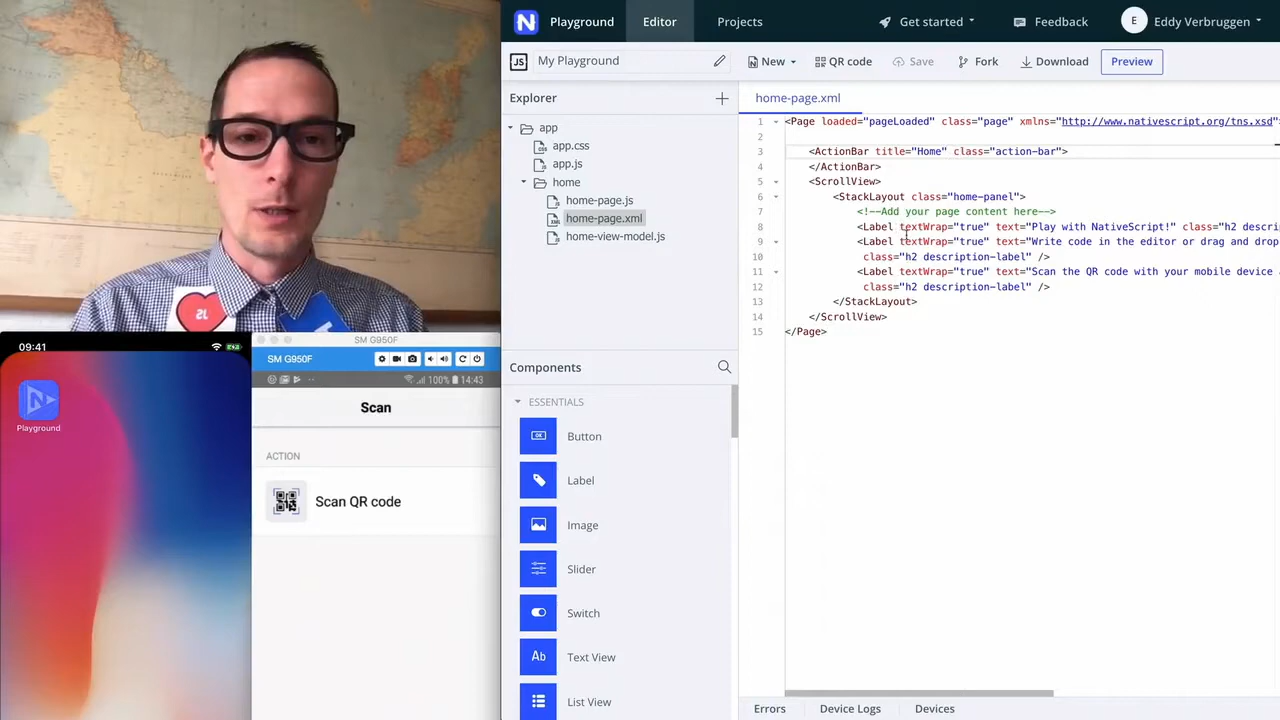 Playground
Editor
Projects
Get started
Feedback
E
Eddy Verbruggen
JS
My Playground
New
QR code
Save
Fork
Download
Preview
Explorer
home-page.xml
app
app.css
app.js
home
home-page.js
home-page.xml
home-view-model.js
1 <Page loaded="pageLoaded" class="page" xmlns="http://www.nativescript.org/tns.xsd"
2
3 <ActionBar title="Home" class="action-bar">
4 </ActionBar>
5 <ScrollView>
6 <StackLayout class="home-panel">
7 <!--Add your page content here-->
8 <Label textWrap="true" text="Play with NativeScript!" class="h2 descri
9 <Label textWrap="true" text="Write code in the editor or drag and drop
10 class="h2 description-label" />
11 <Label textWrap="true" text="Scan the QR code with your mobile device
12 class="h2 description-label" />
13 </StackLayout>
14 </ScrollView>
15 </Page>
Components
ESSENTIALS
OK
Button
Label
Image
Slider
Switch
Ab
Text View
List View
Errors
Device Logs
Devices
09:41
N
Playground
SM G950F
SM G950F
100% 14:43
Scan
ACTION
Scan QR code
JS